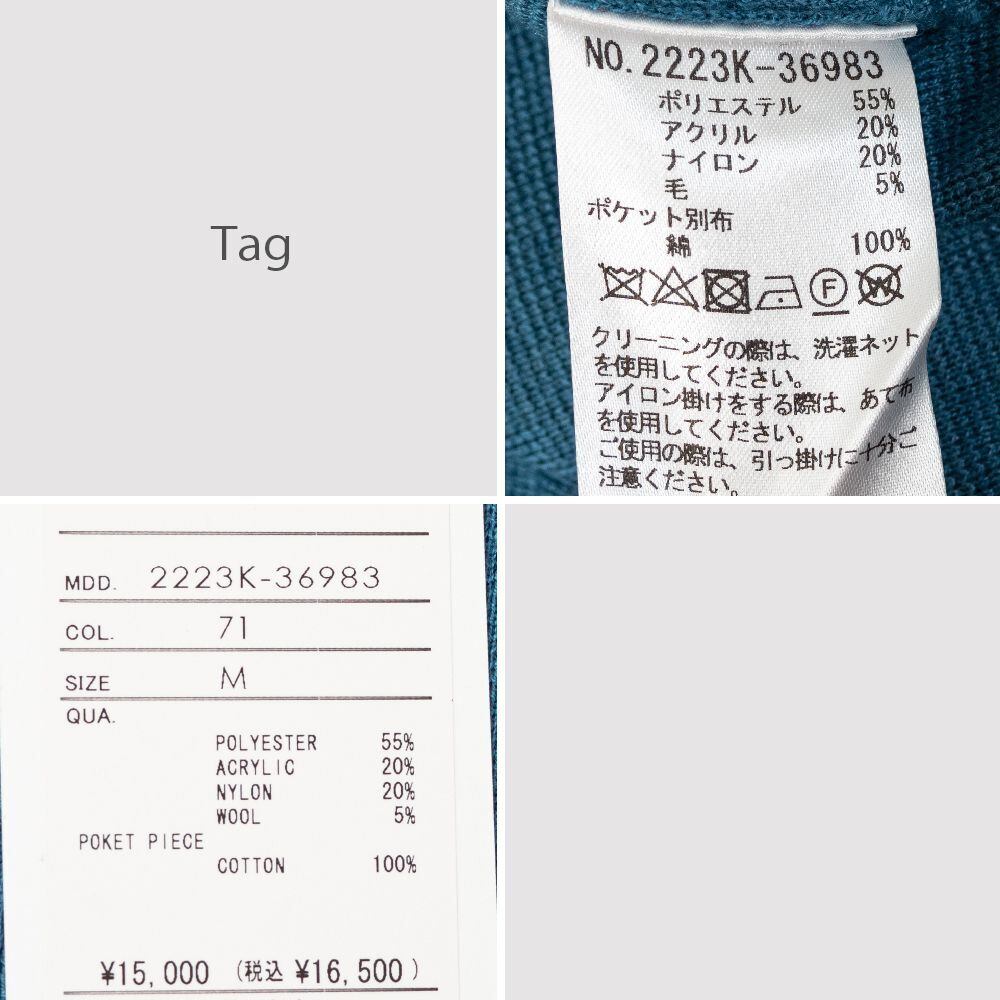 Tag
NO.2223K-36983
ポリエステル 55%
アクリル 20%
ナイロン 20%
毛 5%
ポケット別布
綿 100%
クリーニングの際は、洗濯ネット
を使用してください。
アイロン掛けをする際は、あて布
を使用してください。
ご使用の際は、引っ掛けに十分ご
注意ください。
MDD. 2223K-36983
COL. 71
SIZE M
QUA.
POLYESTER 55%
ACRYLIC 20%
NYLON 20%
WOOL 5%
POKET PIECE
COTTON 100%
¥15,000 (税込 ¥16,500)